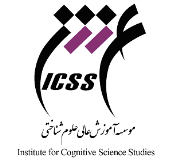 ICSS
موسسه آموزش عالی علوم شناختی
Institute for Cognitive Science Studies